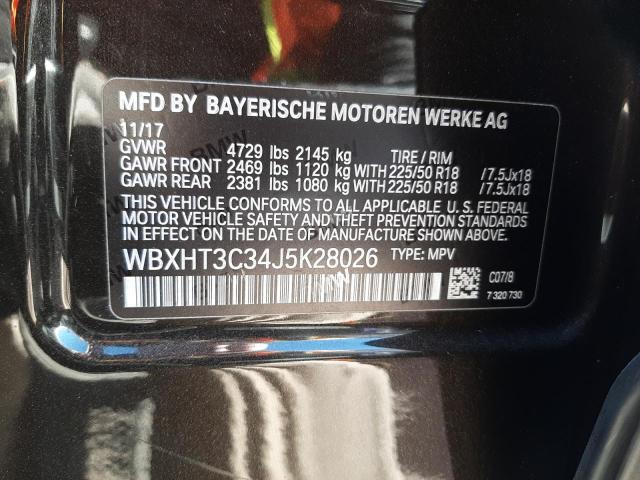 MFD BY BAYERISCHE MOTOREN WERKE AG
11/17
GVWR 4729 lbs 2145 kg TIRE / RIM
GAWR FRONT 2469 lbs 1120 kg WITH 225/50 R18 /7.5Jx18
GAWR REAR 2381 lbs 1080 kg WITH 225/50 R18 /7.5Jx18
THIS VEHICLE CONFORMS TO ALL APPLICABLE U. S. FEDERAL
MOTOR VEHICLE SAFETY AND THEFT PREVENTION STANDARDS
IN EFFECT ON THE DATE OF MANUFACTURE SHOWN ABOVE.
WBXHT3C34J5K28026 TYPE: MPV
C07/8
7 320 730